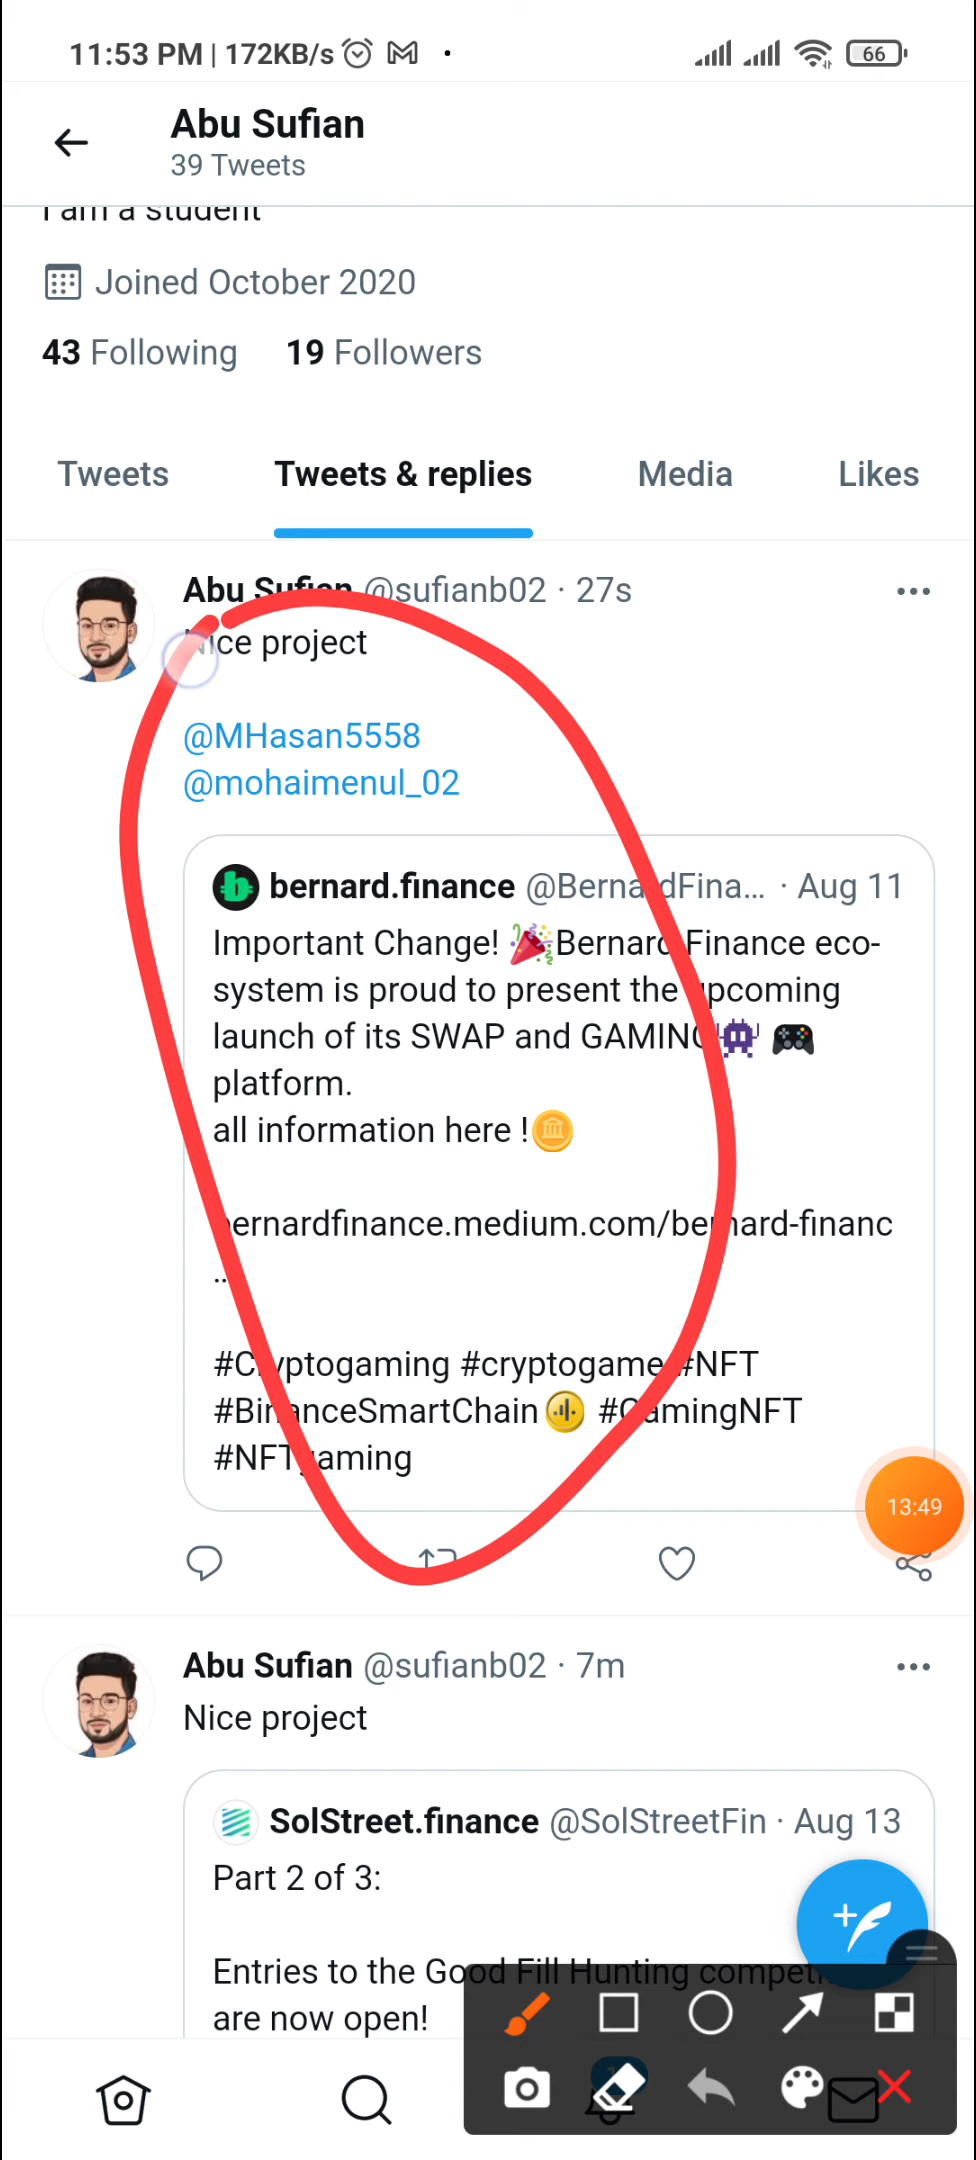 11:53 PM | 172KB/s
66
Abu Sufian
39 Tweets
I am a student
Joined October 2020
43 Following 19 Followers
Tweets Tweets & replies Media Likes
Abu Sufian @sufianb02 · 27s
Nice project
@MHasan5558
@mohaimenul_02
bernard.finance @BernardFina... · Aug 11
Important Change! 🎉Bernard Finance eco-
system is proud to present the upcoming
launch of its SWAP and GAMING👾 🎮
platform.
all information here !
bernardfinance.medium.com/bernard-financ
...
#Cryptogaming #cryptogame #NFT
#BinanceSmartChain #GamingNFT
#NFTgaming
13:49
Abu Sufian @sufianb02 · 7m
Nice project
SolStreet.finance @SolStreetFin · Aug 13
Part 2 of 3:
Entries to the Good Fill Hunting
are now open!